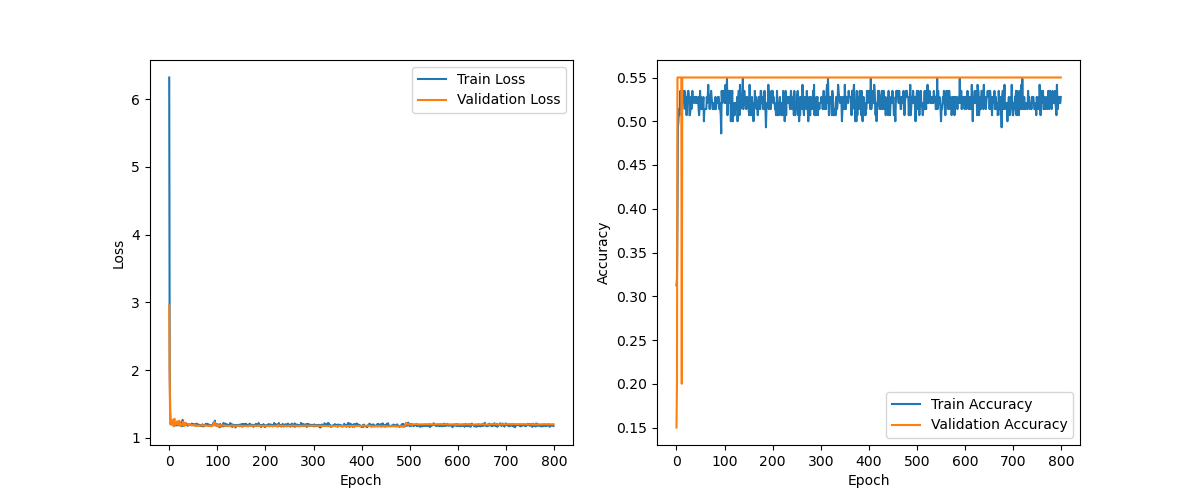 Train Loss
Validation Loss
6
5
4
3
2
1
0 100 200 300 400 500 600 700 800
Epoch
Loss
0.55
0.50
0.45
0.40
0.35
0.30
0.25
0.20
0.15
Train Accuracy
Validation Accuracy
0 100 200 300 400 500 600 700 800
Epoch
Accuracy